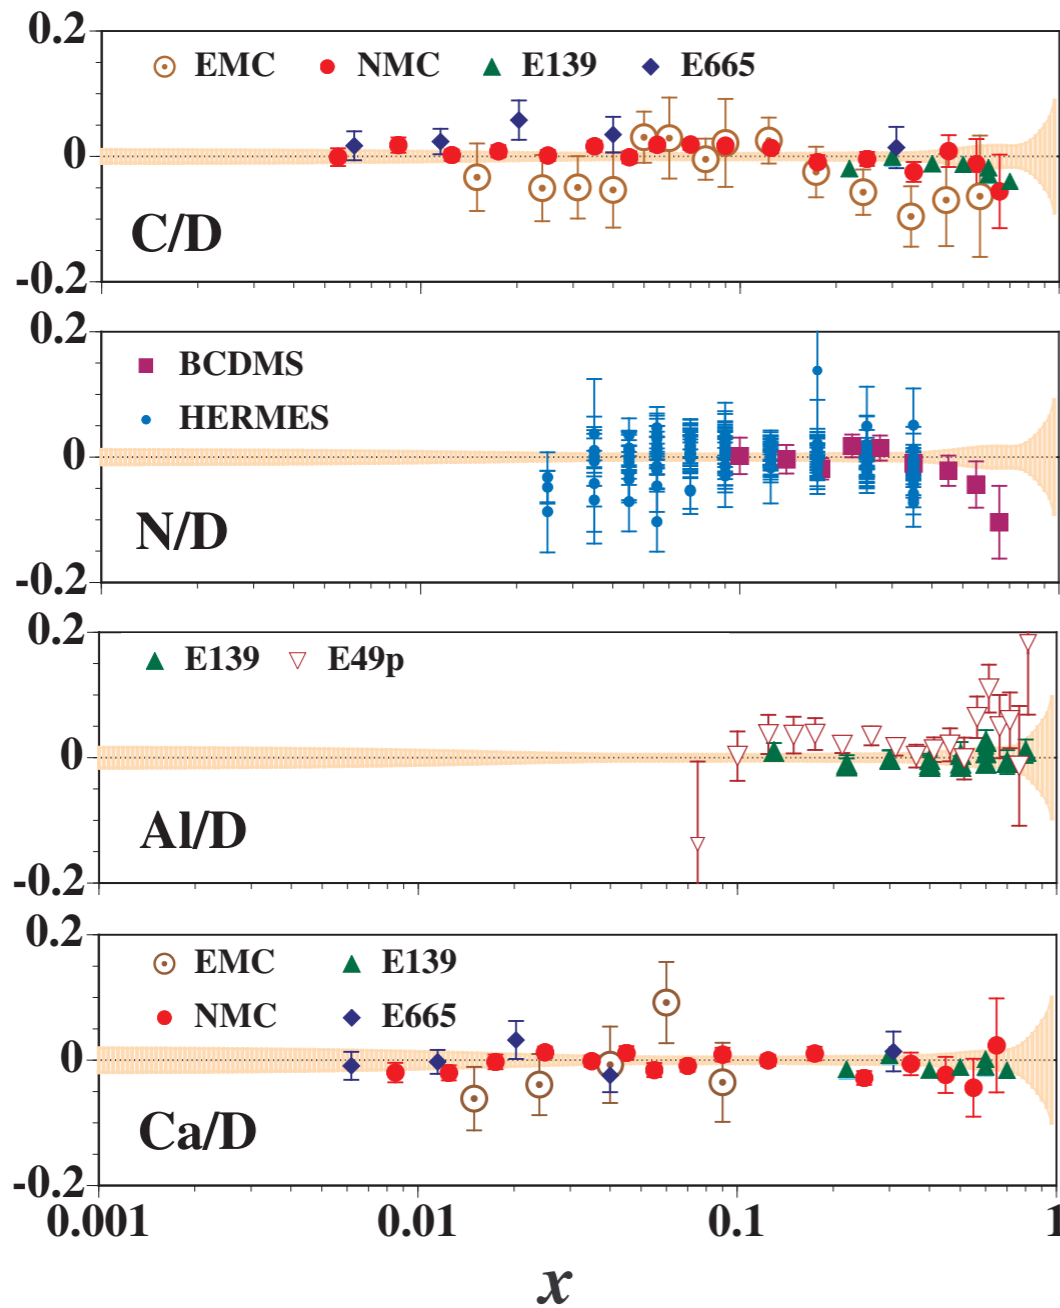 0.2
EMC NMC E139 E665
0
C/D
-0.2
0.2
BCDMS
HERMES
0
N/D
-0.2
0.2
E139 E49p
0
Al/D
-0.2
0.2
EMC E139
NMC E665
0
Ca/D
-0.2
0.001 0.01 0.1 1
x